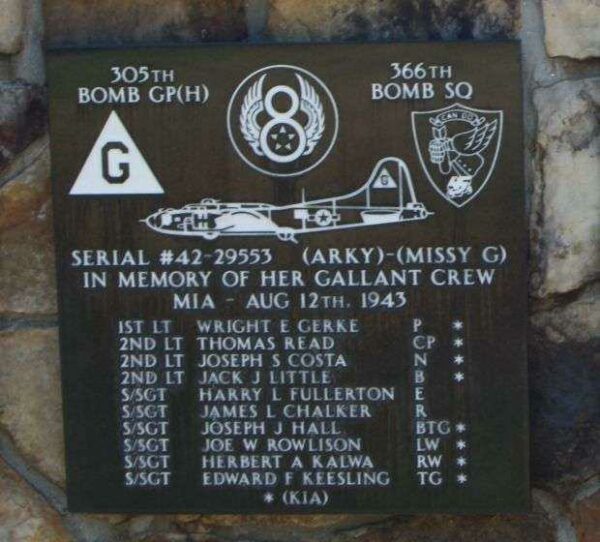 305TH
BOMB GP(H)
8
366TH
BOMB SQ
CAN DO
G
G
SERIAL #42-29553 (ARKY)-(MISSY G)
IN MEMORY OF HER GALLANT CREW
MIA - AUG 12TH, 1943
1ST LT WRIGHT E GERKE P *
2ND LT THOMAS READ CP *
2ND LT JOSEPH S COSTA N *
2ND LT JACK J LITTLE B *
S/SGT HARRY L FULLERTON E
S/SGT JAMES L CHALKER R
S/SGT JOSEPH J HALL BTG *
S/SGT JOE W ROWLISON LW *
S/SGT HERBERT A KALWA RW *
S/SGT EDWARD F KEESLING TG *
* (KIA)